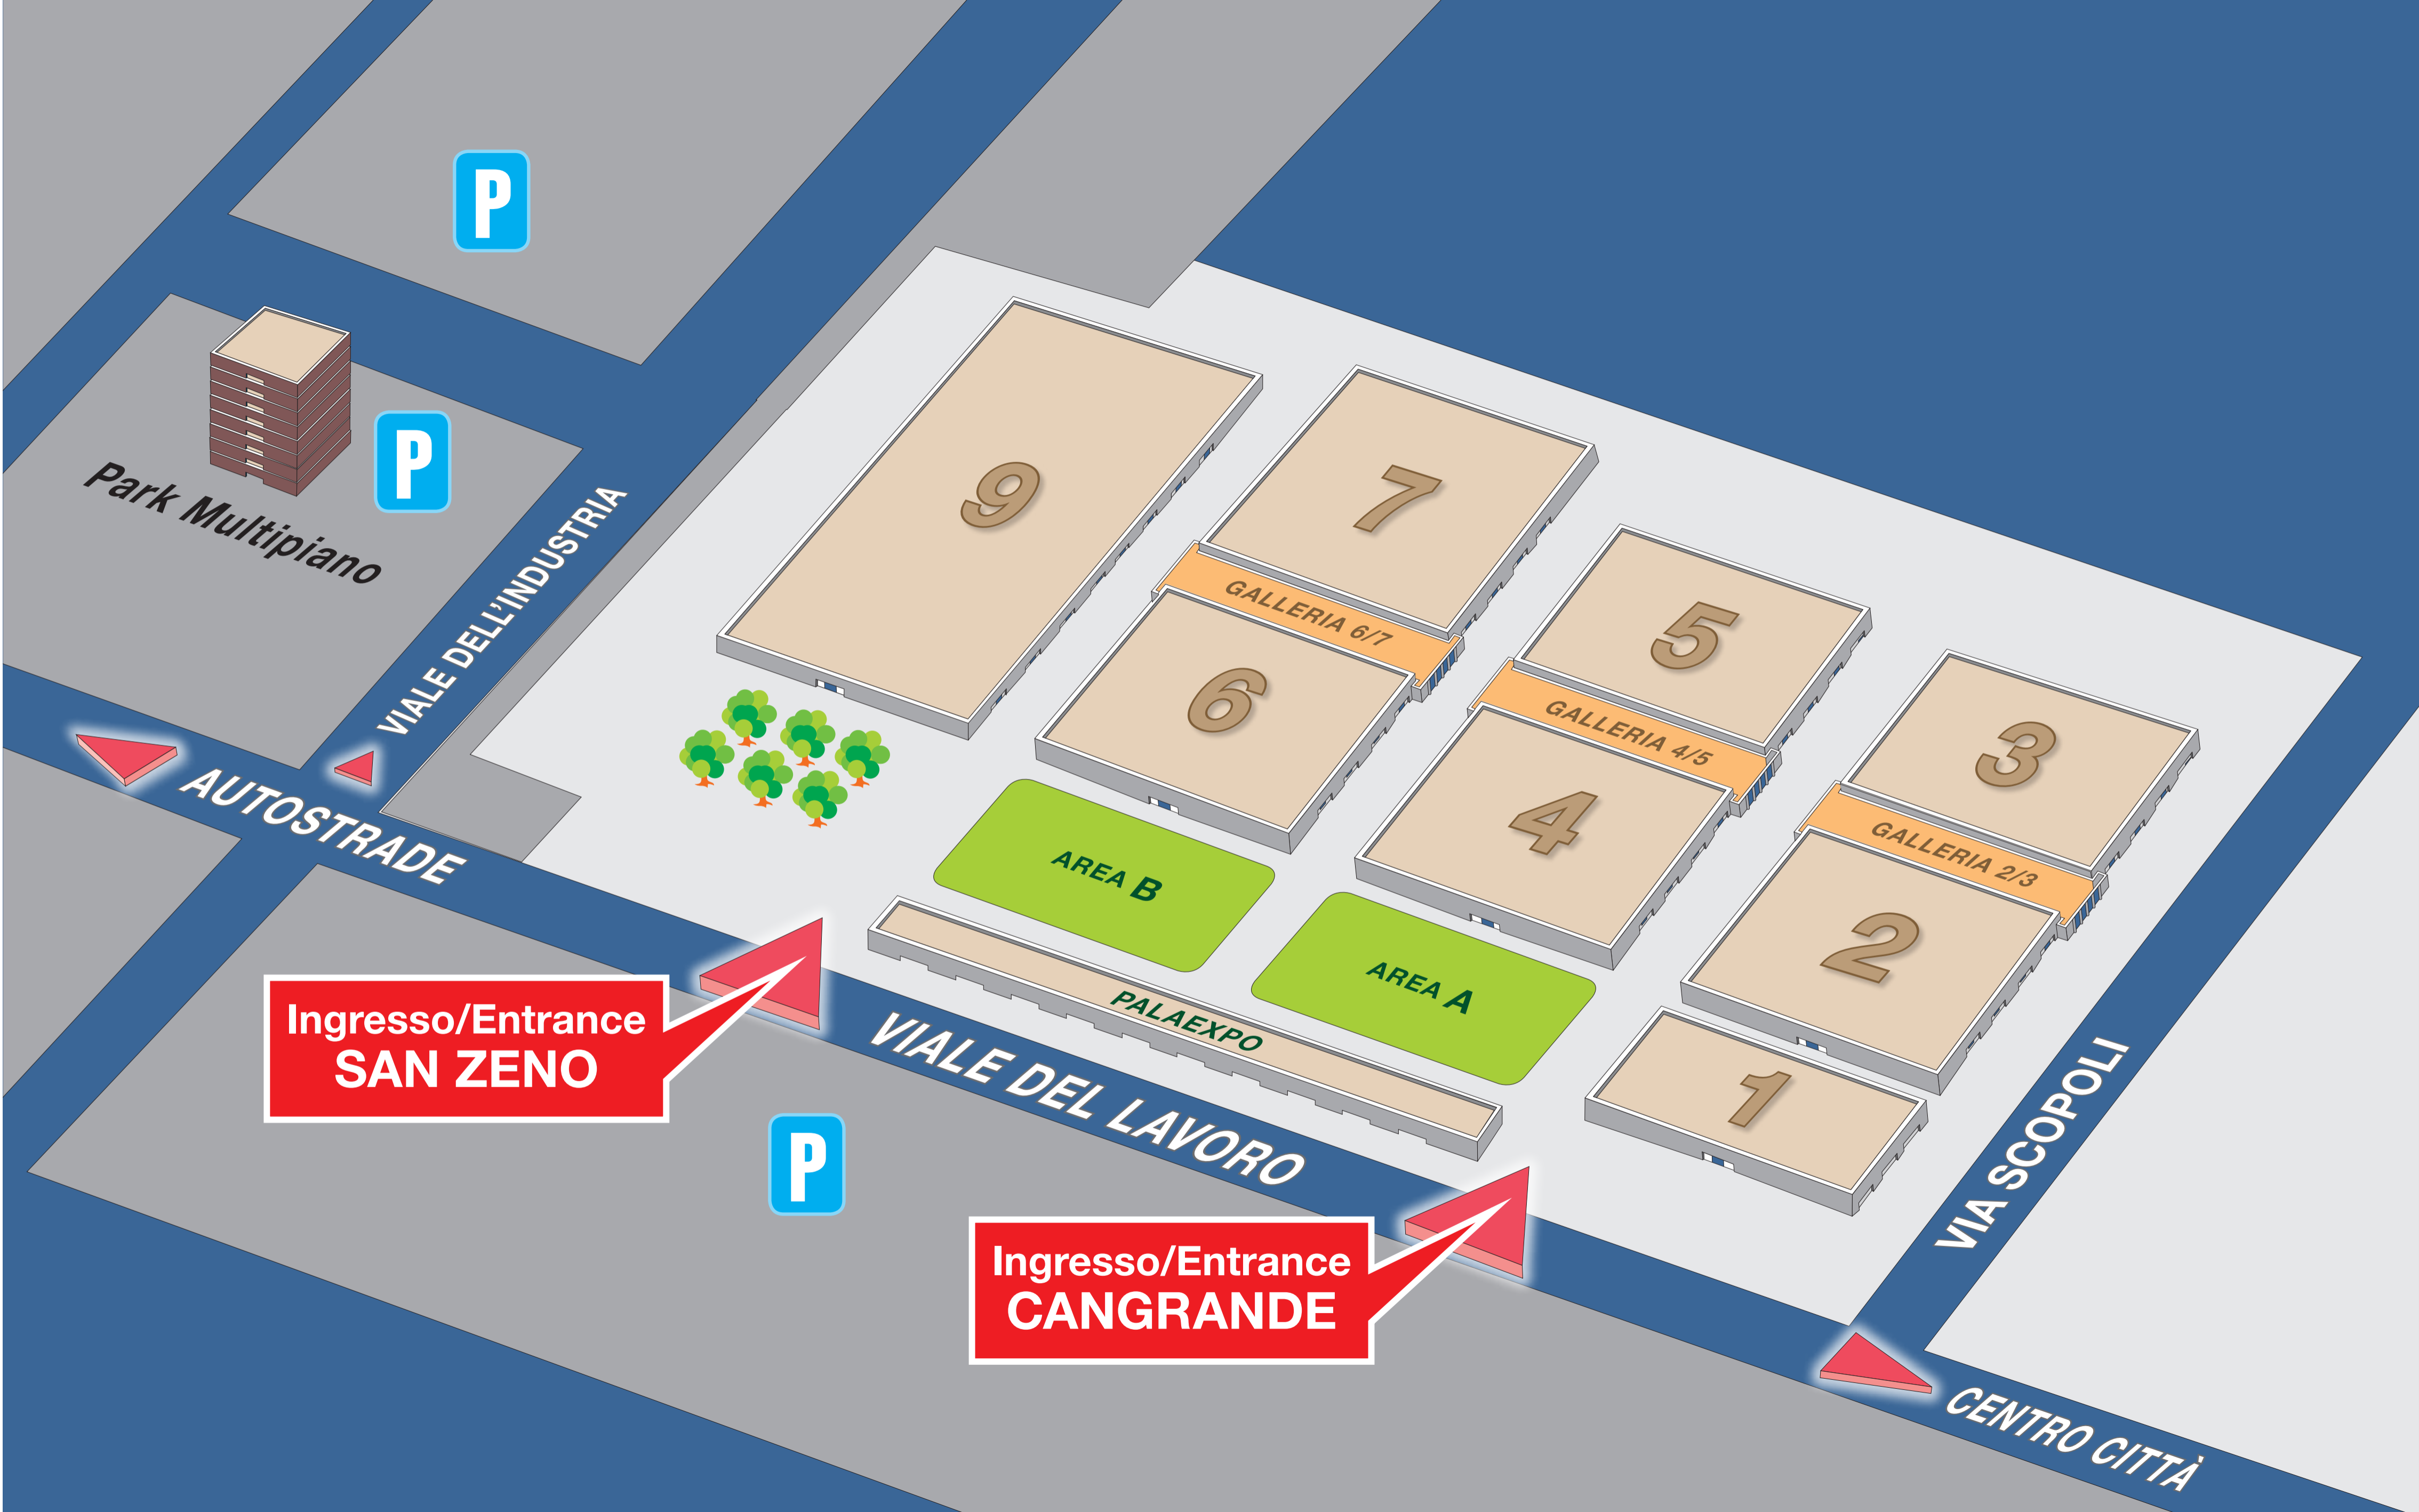 P
P
Park Multipiano
VIALE DELL'INDUSTRIA
AUTOSTRADE
9
7
GALLERIA 6/7
6
5
GALLERIA 4/5
4
3
GALLERIA 2/3
2
1
AREA B
AREA A
PALAEXPO
Ingresso/Entrance
SAN ZENO
VIALE DEL LAVORO
P
Ingresso/Entrance
CANGRANDE
VIA SCOPOLI
CENTRO CITTÀ